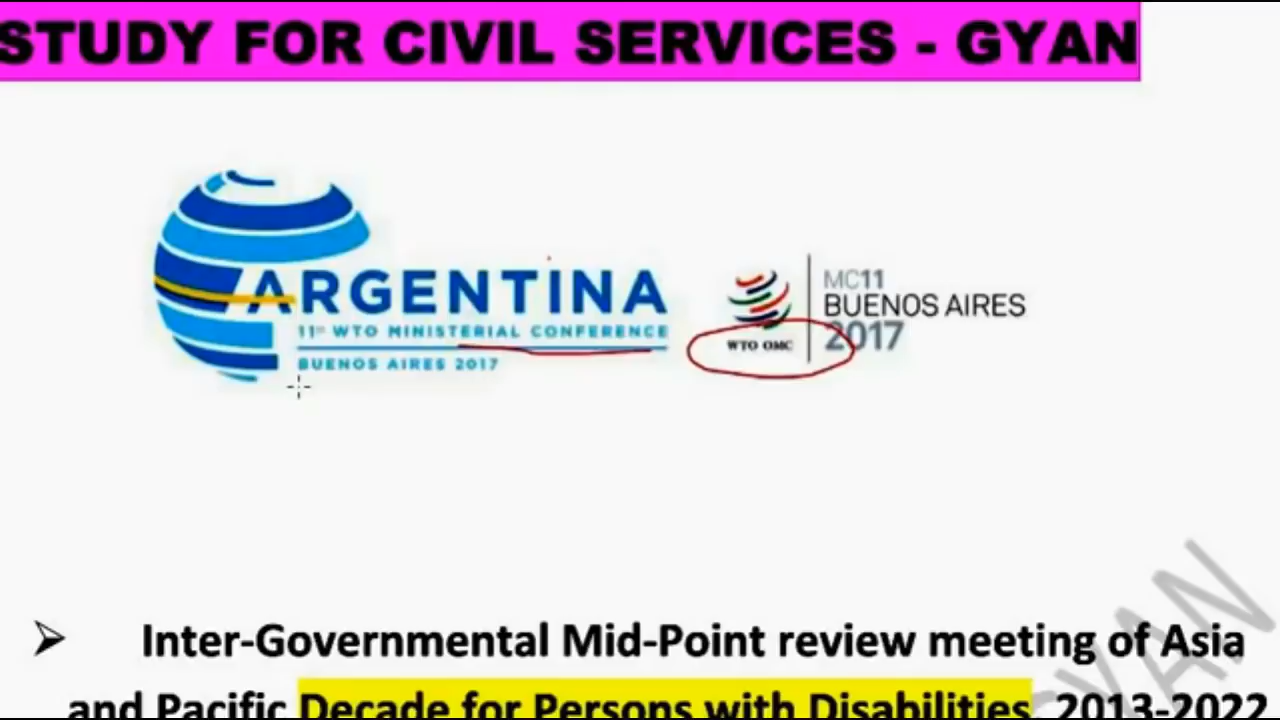 STUDY FOR CIVIL SERVICES - GYAN
ARGENTINA
11th WTO MINISTERIAL CONFERENCE
BUENOS AIRES 2017
WTO OMC
MC11
BUENOS AIRES
2017
Inter-Governmental Mid-Point review meeting of Asia
and Pacific Decade for Persons with Disabilities, 2013-2022
GYAN